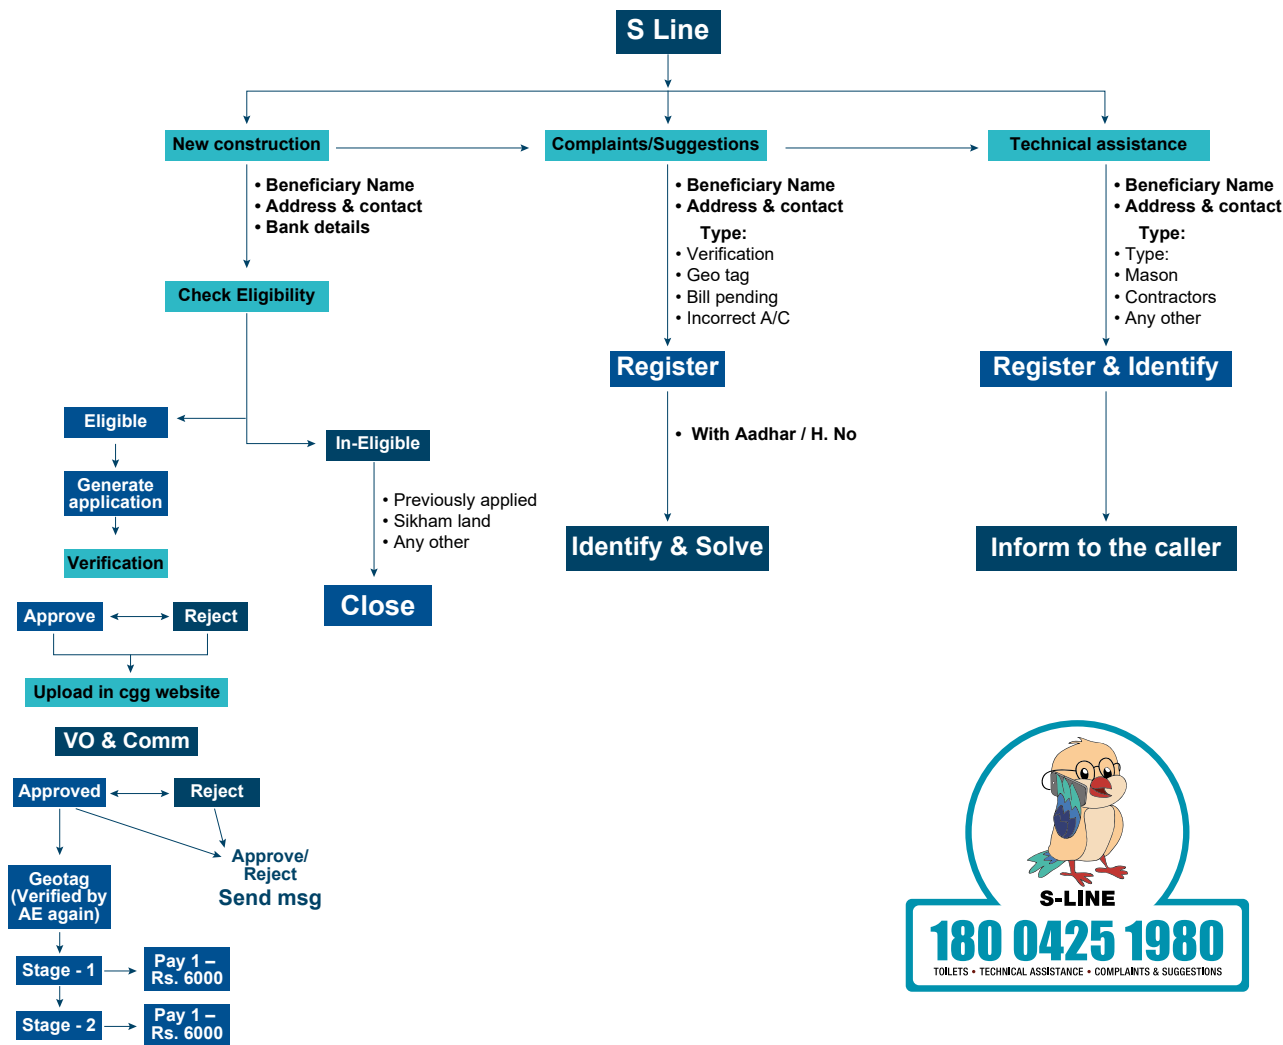 S Line
New construction
Complaints/Suggestions
Technical assistance
• Beneficiary Name
• Address & contact
• Bank details
• Beneficiary Name
• Address & contact
Type:
• Verification
• Geo tag
• Bill pending
• Incorrect A/C
• Beneficiary Name
• Address & contact
Type:
• Type:
• Mason
• Contractors
• Any other
Check Eligibility
Register
Register & Identify
Eligible
In-Eligible
• With Aadhar / H. No
Generate
application
• Previously applied
• Sikham land
• Any other
Verification
Identify & Solve
Inform to the caller
Close
Approve
Reject
Upload in cgg website
VO & Comm
Approved
Reject
Approve/
Reject
Send msg
Geotag
(Verified by
AE again)
Stage - 1
Pay 1 –
Rs. 6000
Stage - 2
Pay 1 –
Rs. 6000
S-LINE
180 0425 1980
TOILETS • TECHNICAL ASSISTANCE • COMPLAINTS & SUGGESTIONS